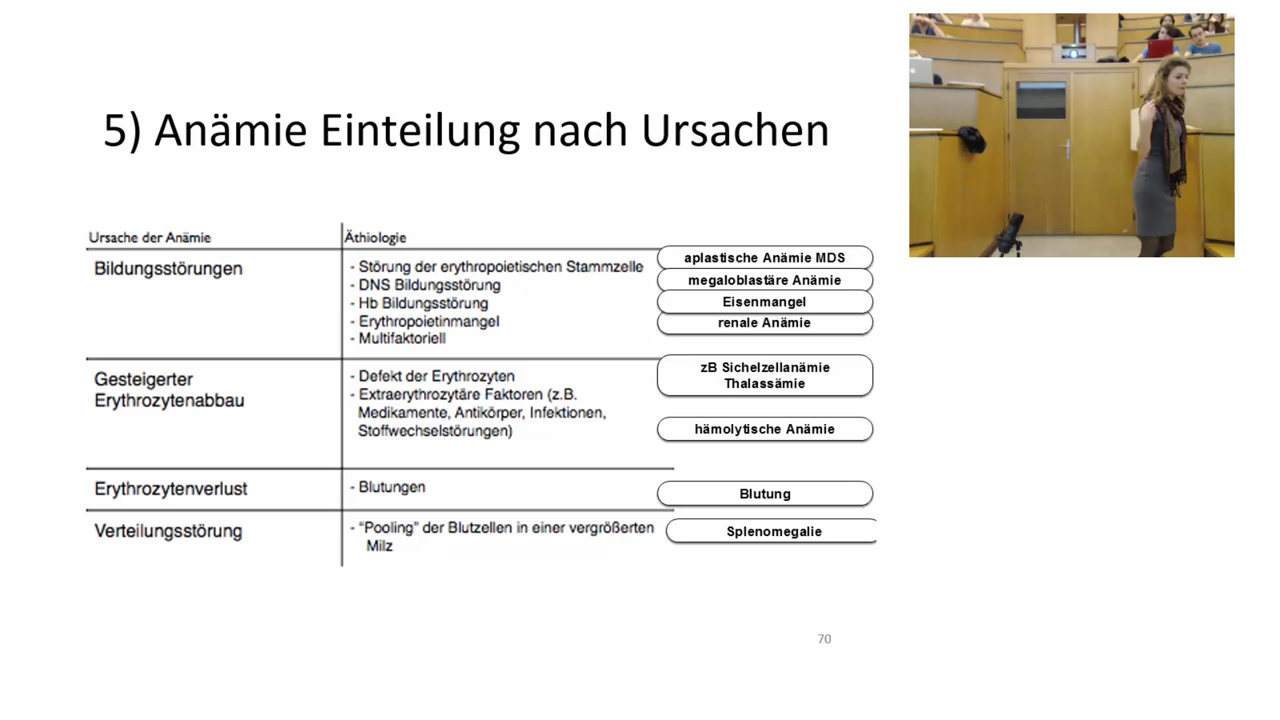 5) Anämie Einteilung nach Ursachen
Ursache der Anämie
Äthiologie
Bildungsstörungen
- Störung der erythropoietischen Stammzelle
- DNS Bildungsstörung
- Hb Bildungsstörung
- Erythropoietinmangel
- Multifaktoriell
aplastische Anämie MDS
megaloblastäre Anämie
Eisenmangel
renale Anämie
Gesteigerter
Erythrozytenabbau
- Defekt der Erythrozyten
- Extraerythrozytäre Faktoren (z.B.
Medikamente, Antikörper, Infektionen,
Stoffwechselstörungen)
zB Sichelzellanämie
Thalassämie
hämolytische Anämie
Erythrozytenverlust
- Blutungen
Blutung
Verteilungsstörung
- “Pooling” der Blutzellen in einer vergrößerten
Milz
Splenomegalie
70